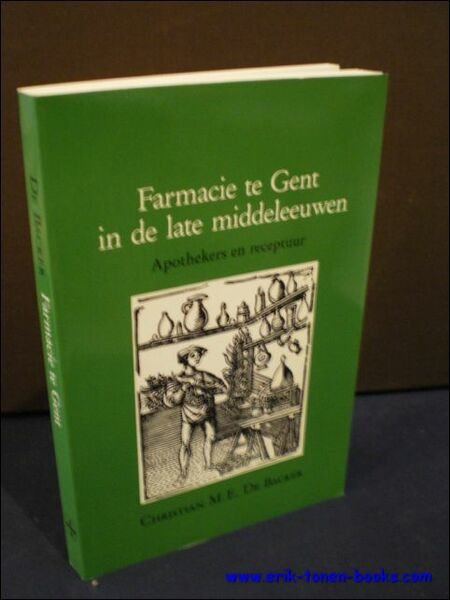 Farmacie te Gent
in de late middeleeuwen
Apothekers en receptuur
CHRISTIAN M. E. DE BACKER
DE BACKER Farmacie te Gent
www.erik-tonen-books.com